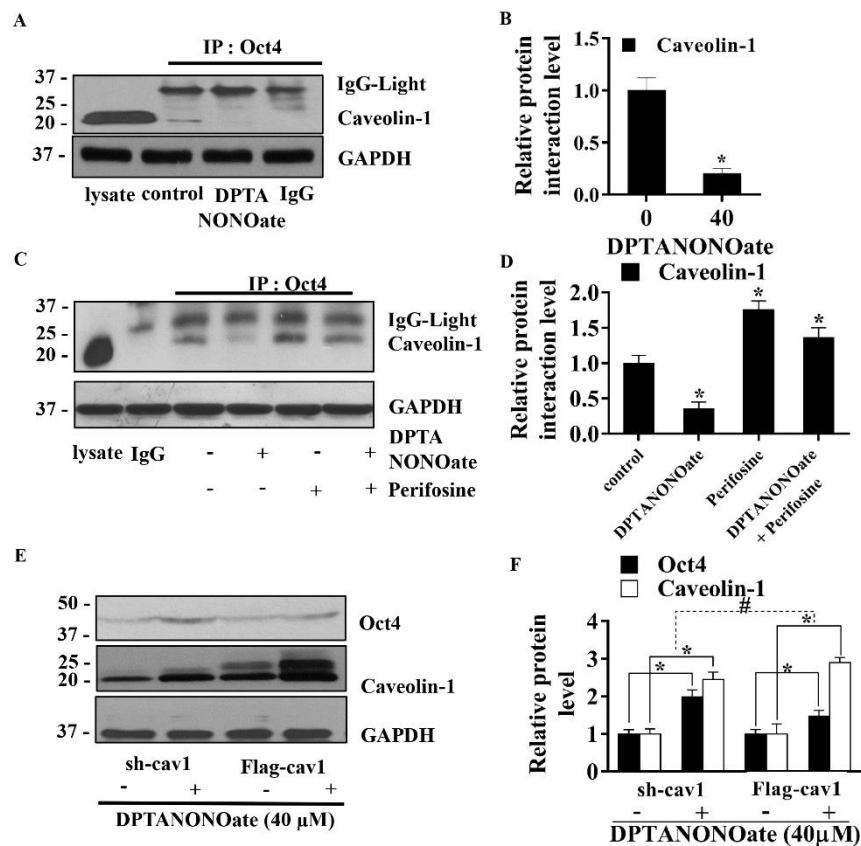 A
IP : Oct4
37 -
25 -
20 -
IgG-Light
Caveolin-1
37 -
GAPDH
lysate control DPTA IgG
NONOate
B
Caveolin-1
Relative protein
interaction level
1.5
1.0
0.5
0.0
*
0 40
DPTANONOate
C
IP : Oct4
37 -
25 -
20 -
IgG-Light
Caveolin-1
37 -
GAPDH
lysate IgG - + - + DPTA
NONOate
- - + + Perifosine
D
Caveolin-1
Relative protein
interaction level
2.0
1.5
1.0
0.5
0.0
* * *
control
DPTANONOate
Perifosine
DPTANONOate
+ Perifosine
E
50 -
37 -
Oct4
25 -
20 -
Caveolin-1
37 -
GAPDH
sh-cav1 Flag-cav1
- + - +
DPTANONOate (40 μM)
F
Oct4
Caveolin-1
Relative protein
level
4
3
2
1
0
#
* * * *
sh-cav1 Flag-cav1
- + - +
DPTANONOate (40μM)